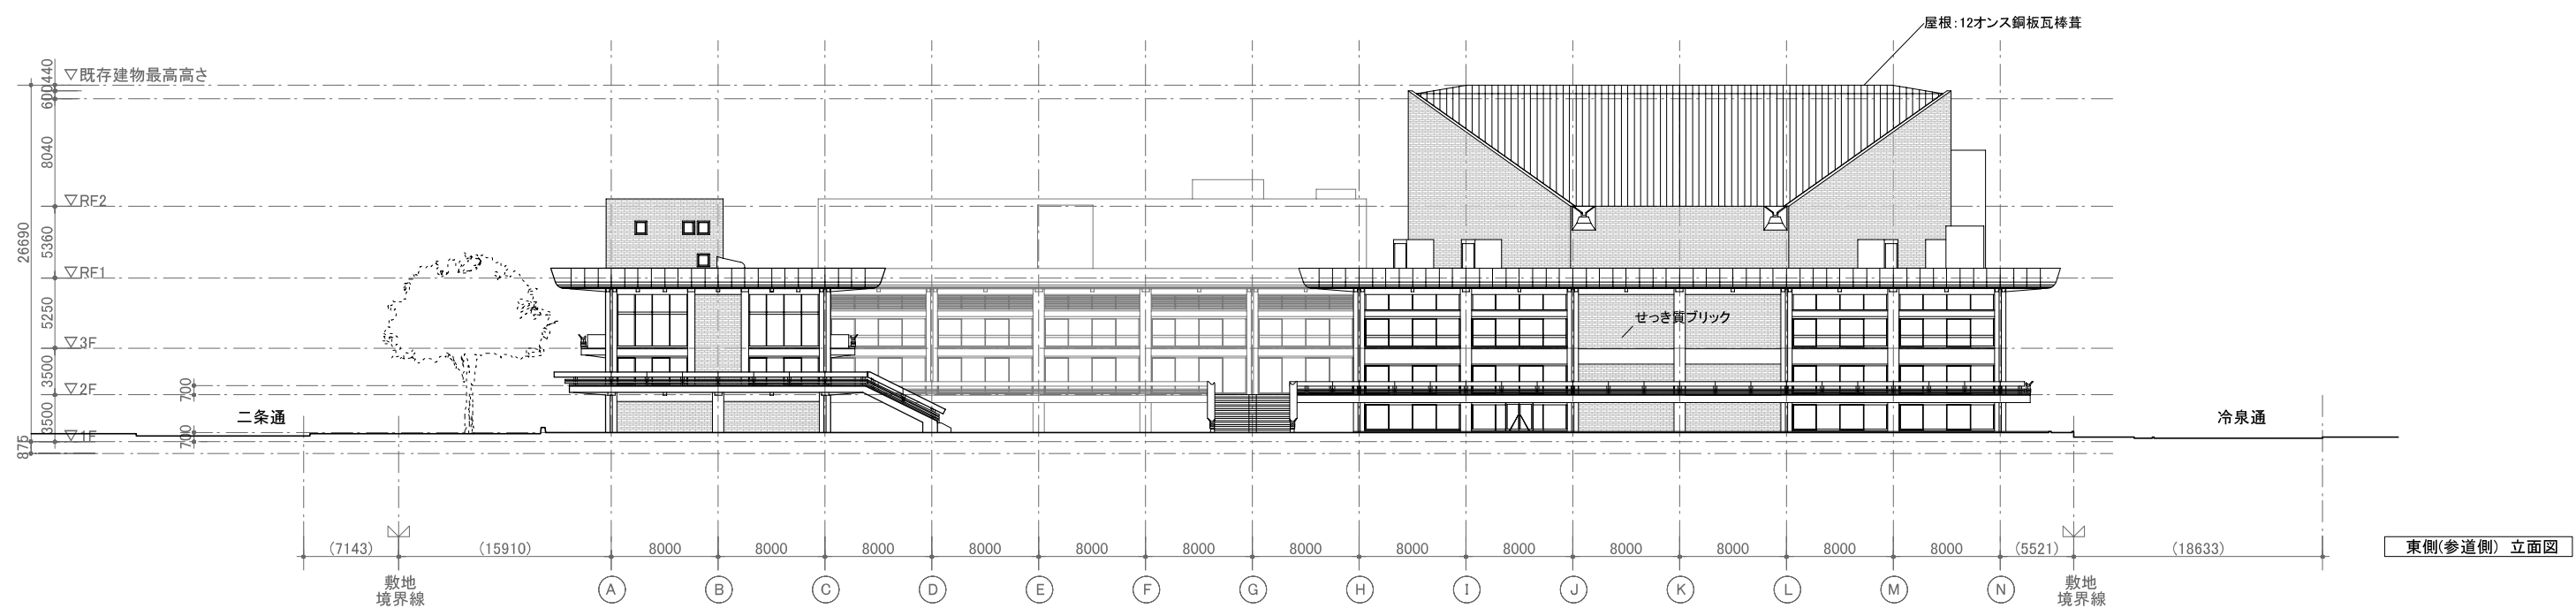 屋根：12オンス銅板瓦棒葺
▽既存建物最高高さ
440
600
8040
▽RF2
26690
5360
▽RF1
5250
せっき質ブリック
▽3F
3500
700
▽2F
3500
二条通
冷泉通
700
▽1F
875
(7143)
(15910)
8000
8000
8000
8000
8000
8000
8000
8000
8000
8000
8000
8000
8000
(5521)
(18633)
東側(参道側) 立面図
敷地
境界線
A
B
C
D
E
F
G
H
I
J
K
L
M
N
敷地
境界線